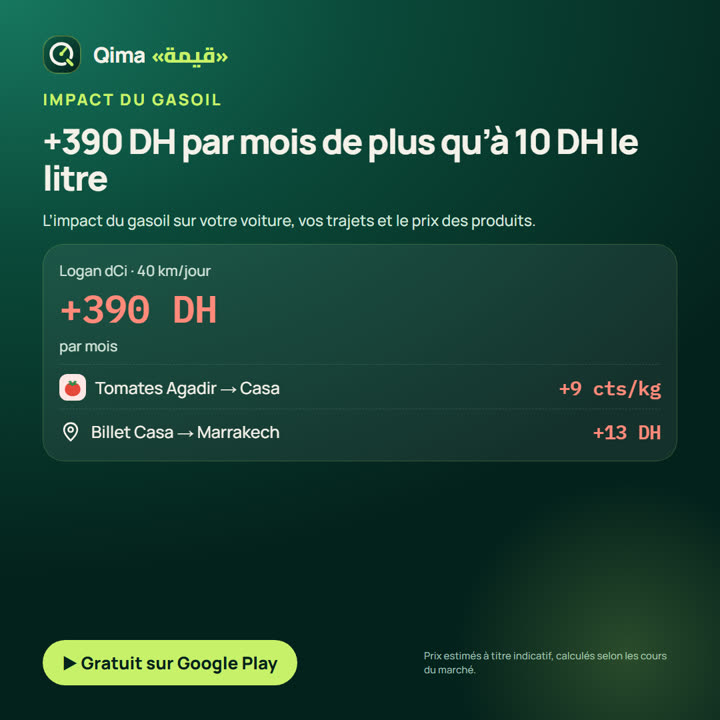 Qima «قيمة»
IMPACT DU GASOIL
+390 DH par mois de plus qu’à 10 DH le
litre
L’impact du gasoil sur votre voiture, vos trajets et le prix des produits.
Logan dCi · 40 km/jour
+390 DH
par mois
Tomates Agadir → Casa +9 cts/kg
Billet Casa → Marrakech +13 DH
▶ Gratuit sur Google Play
Prix estimés à titre indicatif, calculés selon les cours
du marché.